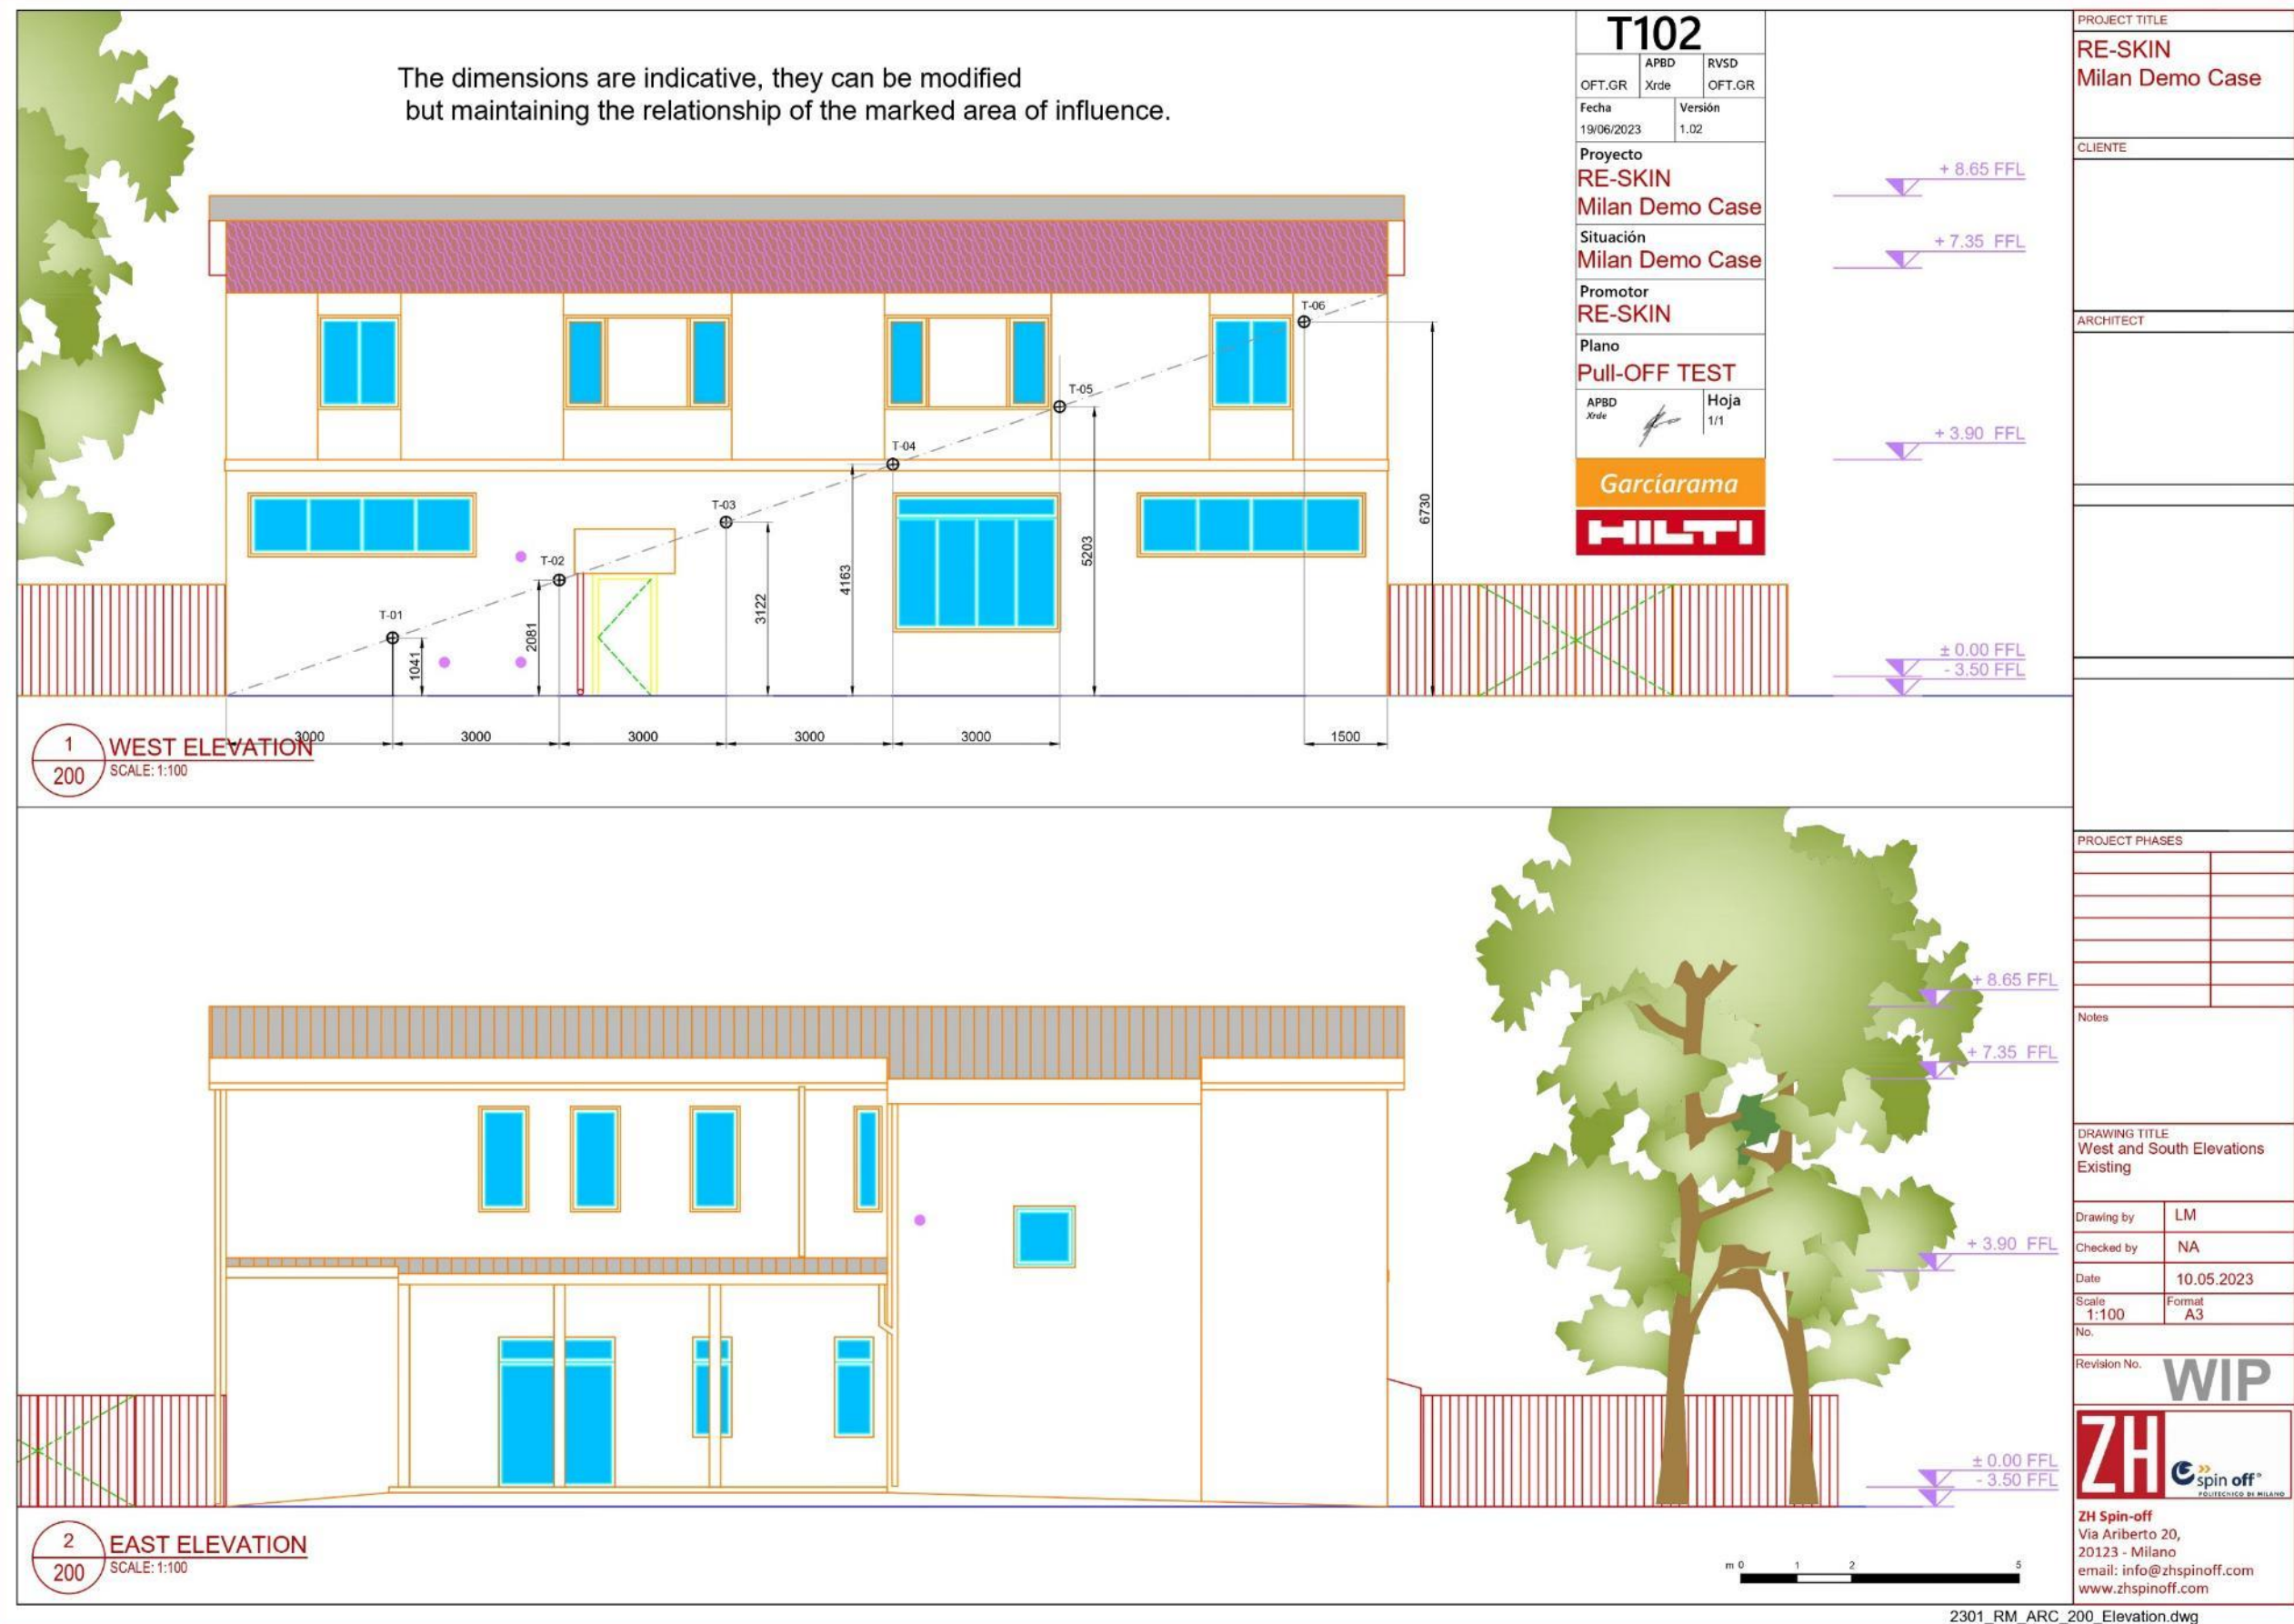 The dimensions are indicative, they can be modified
but maintaining the relationship of the marked area of influence.
T102
APBD
RVSD
OFT.GR
Xrde
OFT.GR
Fecha
Versión
19/06/2023
1.02
Proyecto
RE-SKIN
Milan Demo Case
Situación
Milan Demo Case
Promotor
RE-SKIN
Plano
Pull-OFF TEST
APBD
Xrde
Hoja
1/1
Garcíarama
HILTI
+ 8.65 FFL
+ 7.35 FFL
+ 3.90 FFL
± 0.00 FFL
- 3.50 FFL
T-01
T-02
T-03
T-04
T-05
T-06
1041
2081
3122
4163
5203
6730
3000
3000
3000
3000
3000
1500
1
200
WEST ELEVATION
SCALE: 1:100
+ 8.65 FFL
+ 7.35 FFL
+ 3.90 FFL
± 0.00 FFL
- 3.50 FFL
2
200
EAST ELEVATION
SCALE: 1:100
m 0 1 2 5
PROJECT TITLE
RE-SKIN
Milan Demo Case
CLIENTE
ARCHITECT
PROJECT PHASES
Notes
DRAWING TITLE
West and South Elevations
Existing
Drawing by LM
Checked by NA
Date 10.05.2023
Scale Format
1:100 A3
No.
Revision No. WIP
ZH
spin off
POLITECNICO DI MILANO
ZH Spin-off
Via Ariberto 20,
20123 - Milano
email: info@zhspinoff.com
www.zhspinoff.com
2301_RM_ARC_200_Elevation.dwg